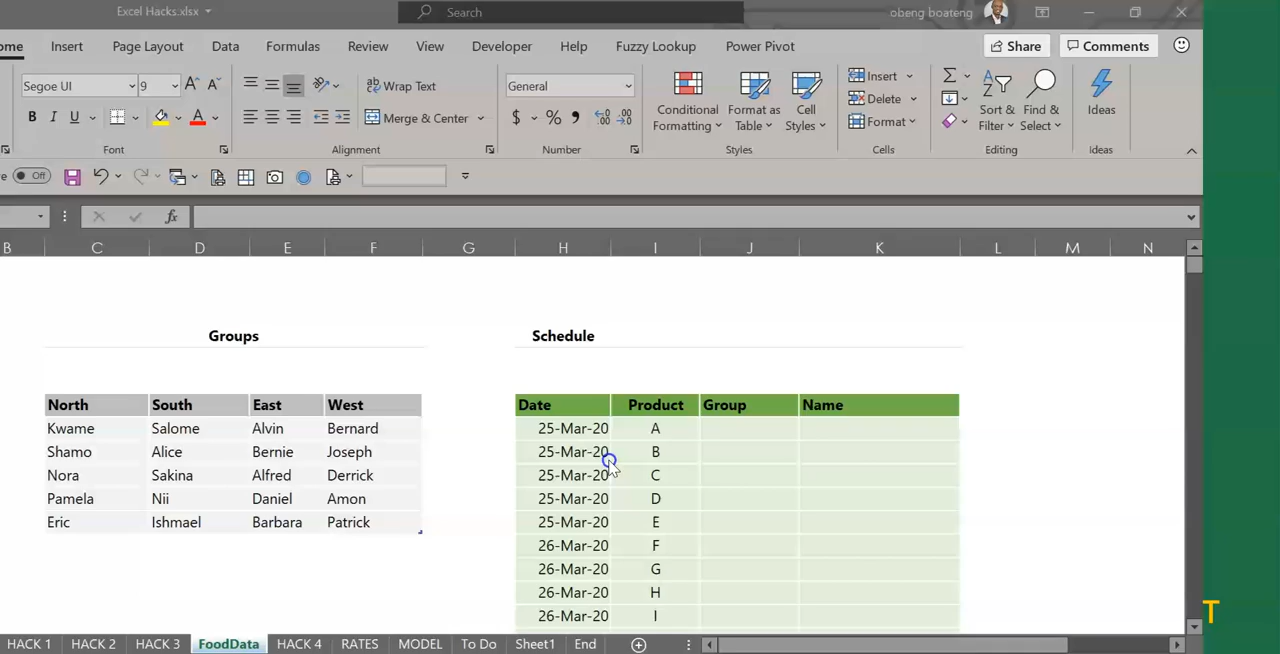 Excel Hacks.xlsx
Search
obeng boateng
ome Insert Page Layout Data Formulas Review View Developer Help Fuzzy Lookup Power Pivot
Share Comments
Segoe UI 9
Wrap Text
General
B I U A
Merge & Center
$ %
Conditional Formatting
Format as Table
Cell Styles
Insert
Delete
Format
Sort & Filter
Find & Select
Ideas
Font Alignment Number Styles Cells Editing Ideas
e Off
fx
B C D E F G H I J K L M N
Groups Schedule
North South East West Date Product Group Name
Kwame Salome Alvin Bernard 25-Mar-20 A
Shamo Alice Bernie Joseph 25-Mar-20 B
Nora Sakina Alfred Derrick 25-Mar-20 C
Pamela Nii Daniel Amon 25-Mar-20 D
Eric Ishmael Barbara Patrick 25-Mar-20 E
26-Mar-20 F
26-Mar-20 G
26-Mar-20 H
26-Mar-20 I
T
HACK 1 HACK 2 HACK 3 FoodData HACK 4 RATES MODEL To Do Sheet1 End